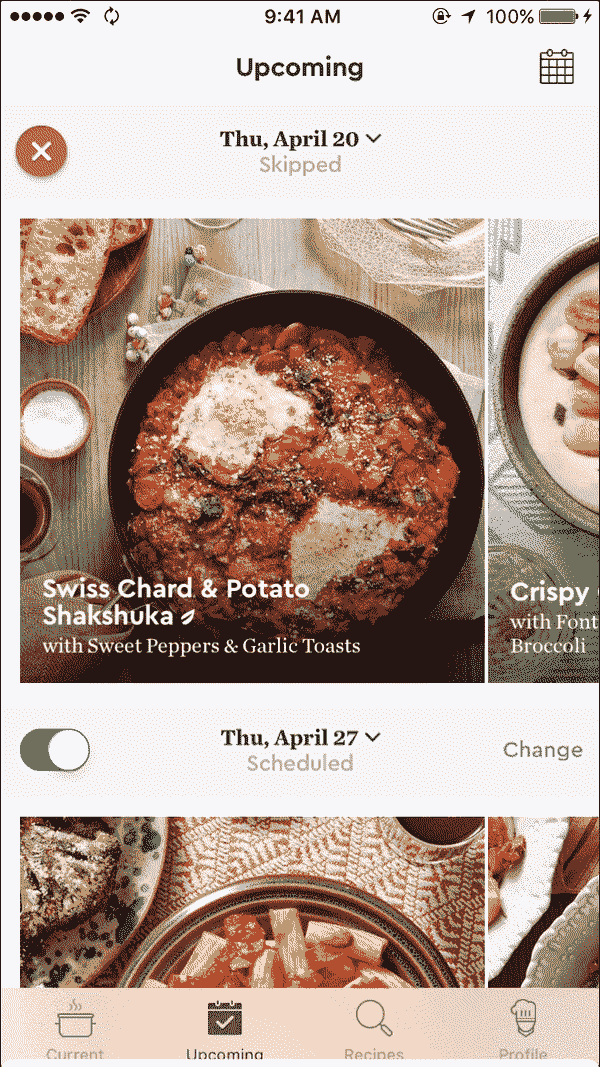 9:41 AM
100%
Upcoming
Thu, April 20
Skipped
Swiss Chard & Potato
Shakshuka
with Sweet Peppers & Garlic Toasts
Crispy
with Font
Broccoli
Thu, April 27
Scheduled
Change
Current
Upcoming
Recipes
Profile